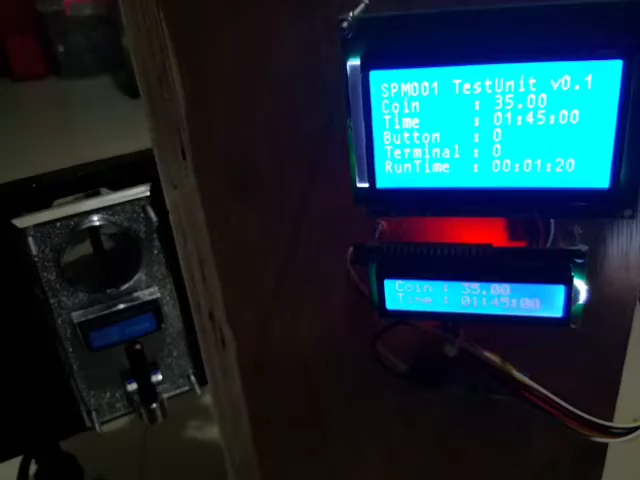 SPM001 TestUnit v0.1
Coin : 35.00
Time : 01:45:00
Button : 0
Terminal : 0
RunTime : 00:01:20
Coin : 35.00
Time : 01:45:00